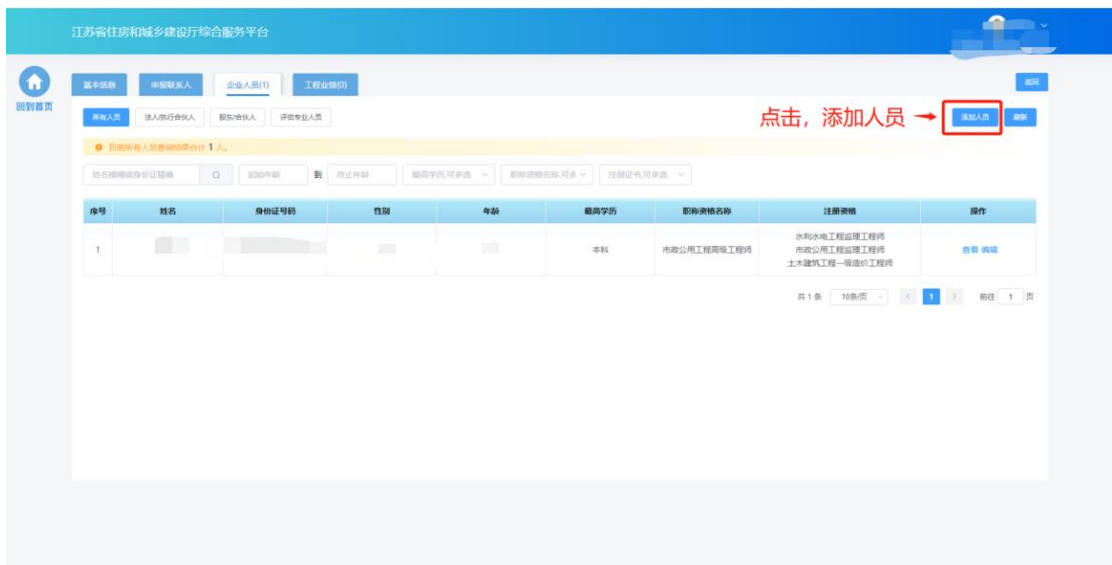 江苏省住房和城乡建设厅综合服务平台
回到首页
基本信息 申报联系人 企业人员(1) 工程业绩(0) 返回
所有人员 法人/执行合伙人 股东/合伙人 评估专业人员 点击，添加人员 添加人员 刷新
目前所有人员查询结果合计 1 人。
姓名模糊或身份证精确 起始年龄 到 终止年龄 最高学历,可多选 职称资格名称,可多 注册证书,可多选
序号 姓名 身份证号码 性别 年龄 最高学历 职称资格名称 注册资格 操作
1 本科 市政公用工程高级工程师 水利水电工程监理工程师 查看 编辑
市政公用工程监理工程师
土木建筑工程一级造价工程师
共 1 条 10条/页 < 1 > 前往 1 页